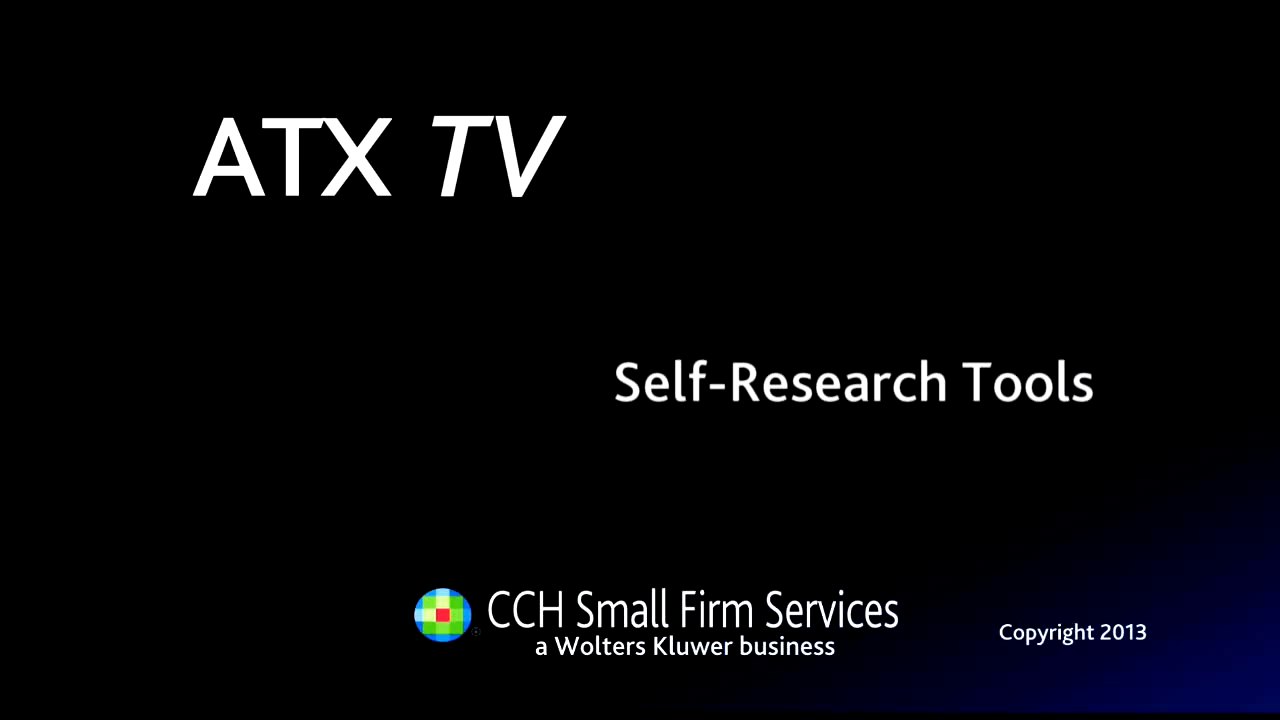 ATX TV
Self-Research Tools
CCH Small Firm Services
a Wolters Kluwer business
Copyright 2013